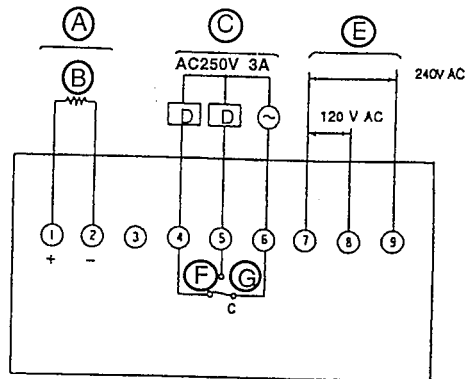 A C E
B AC250V 3A 240V AC
D D 120 V AC
1 2 3 4 5 6 7 8 9
+ - F G
C